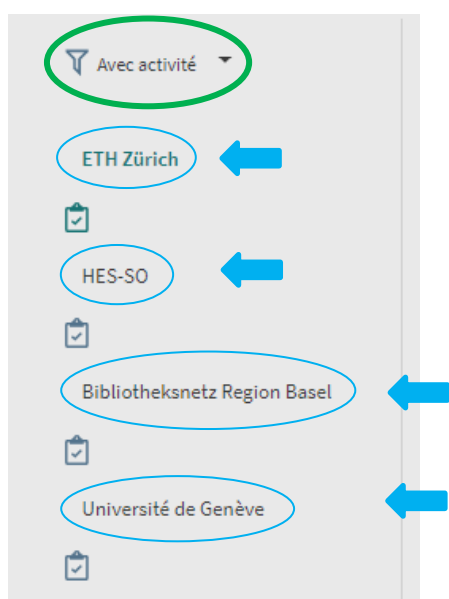 Avec activité
ETH Zürich
HES-SO
Bibliotheksnetz Region Basel
Université de Genève